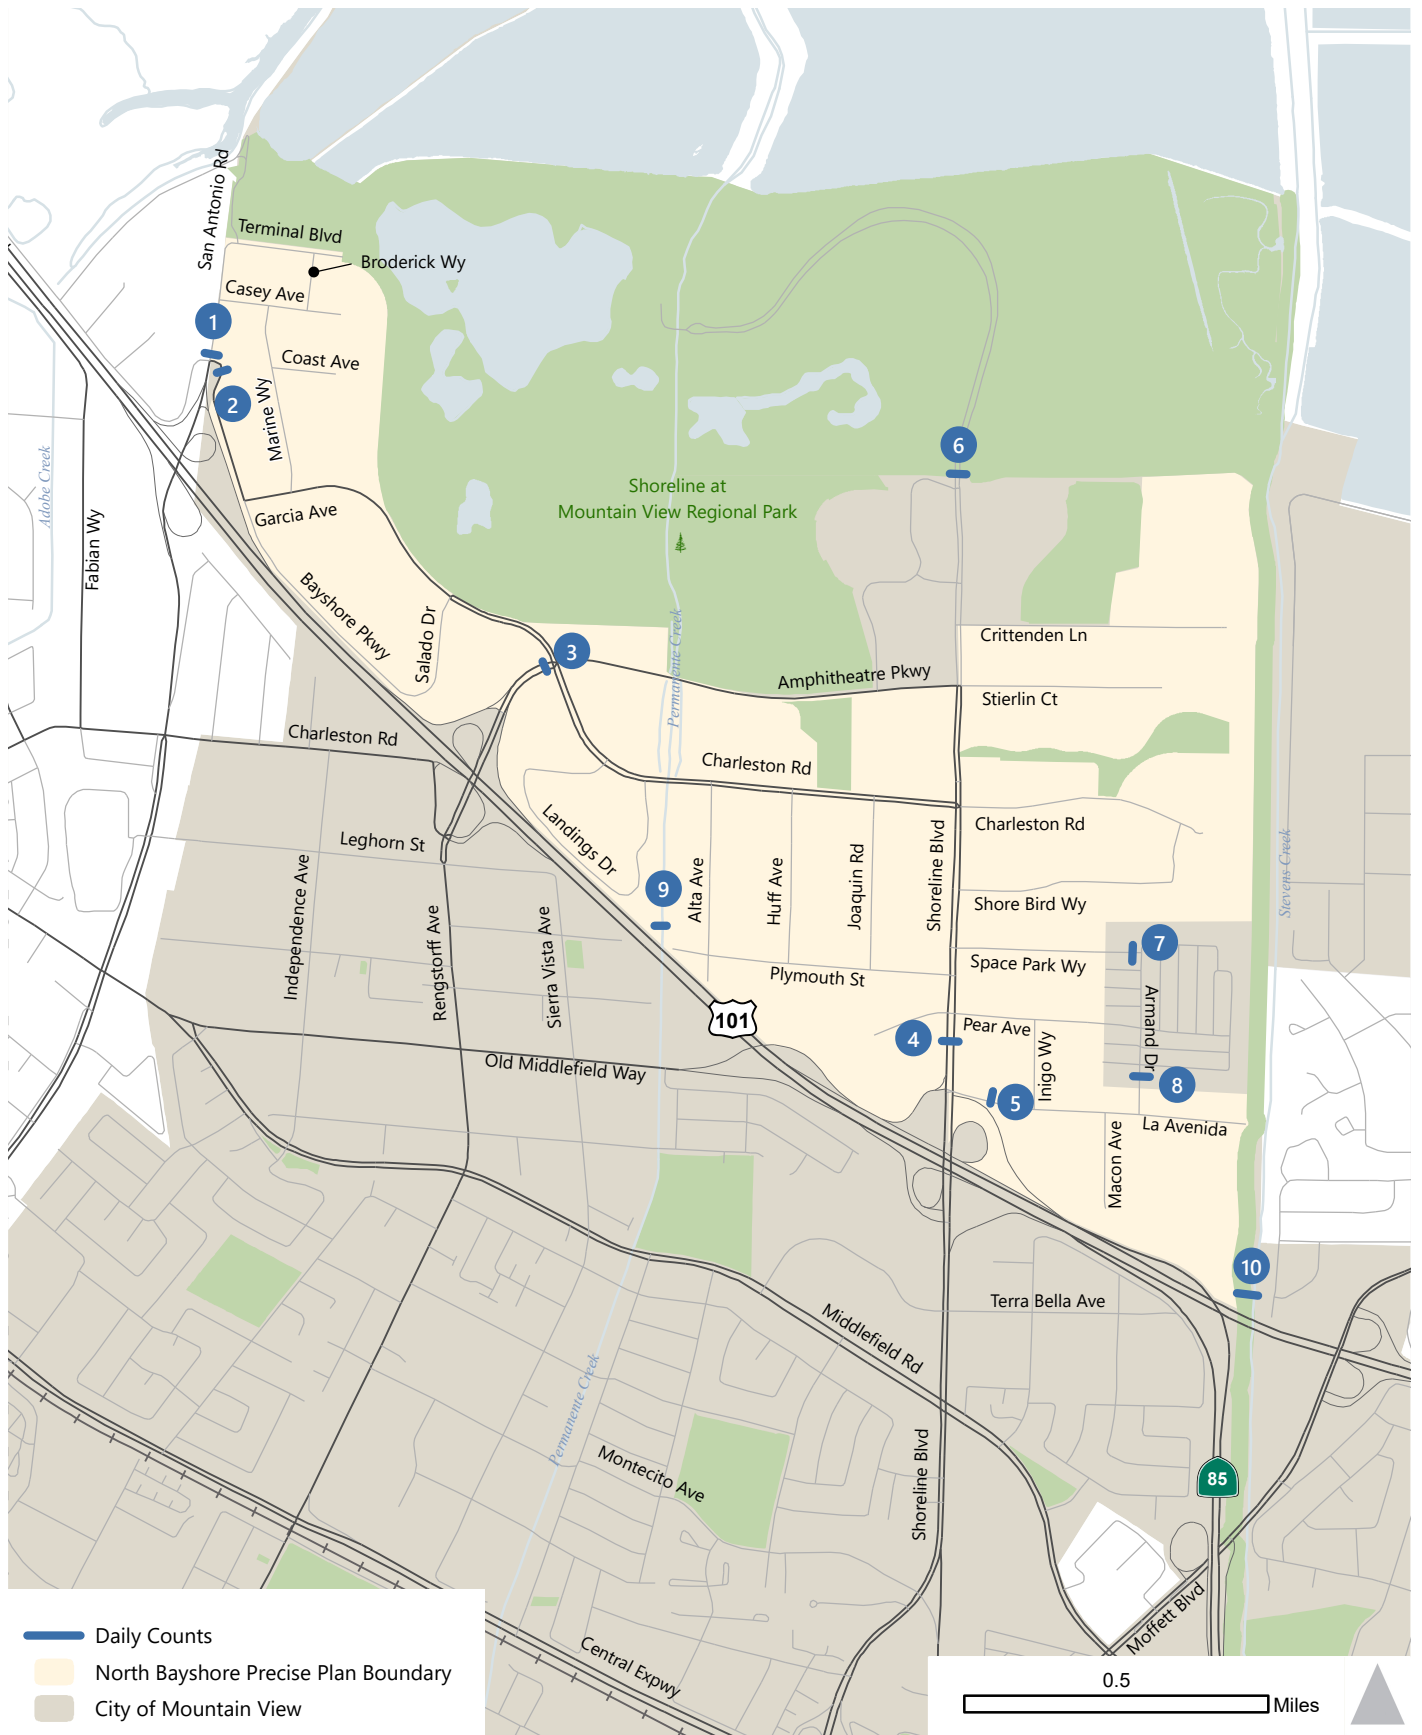 San Antonio Rd
Terminal Blvd
Broderick Wy
Casey Ave
1
Coast Ave
2
Marine Wy
6
Adobe Creek
Shoreline at
Mountain View Regional Park
Garcia Ave
Fabian Wy
Bayshore Pkwy
Salado Dr
3
Permanente Creek
Crittenden Ln
Amphitheatre Pkwy
Stierlin Ct
Charleston Rd
Charleston Rd
Landings Dr
Charleston Rd
Leghorn St
Shoreline Blvd
Stevens Creek
Independence Ave
9
Alta Ave
Huff Ave
Joaquin Rd
Shore Bird Wy
Rengstorff Ave
Sierra Vista Ave
7
Space Park Wy
Plymouth St
101
Armand Dr
4
Pear Ave
Inigo Wy
Old Middlefield Way
8
5
La Avenida
Macon Ave
10
Terra Bella Ave
Middlefield Rd
Permanente Creek
Montecito Ave
Shoreline Blvd
85
Moffett Blvd
Central Expwy
Daily Counts
North Bayshore Precise Plan Boundary
City of Mountain View
0.5
Miles